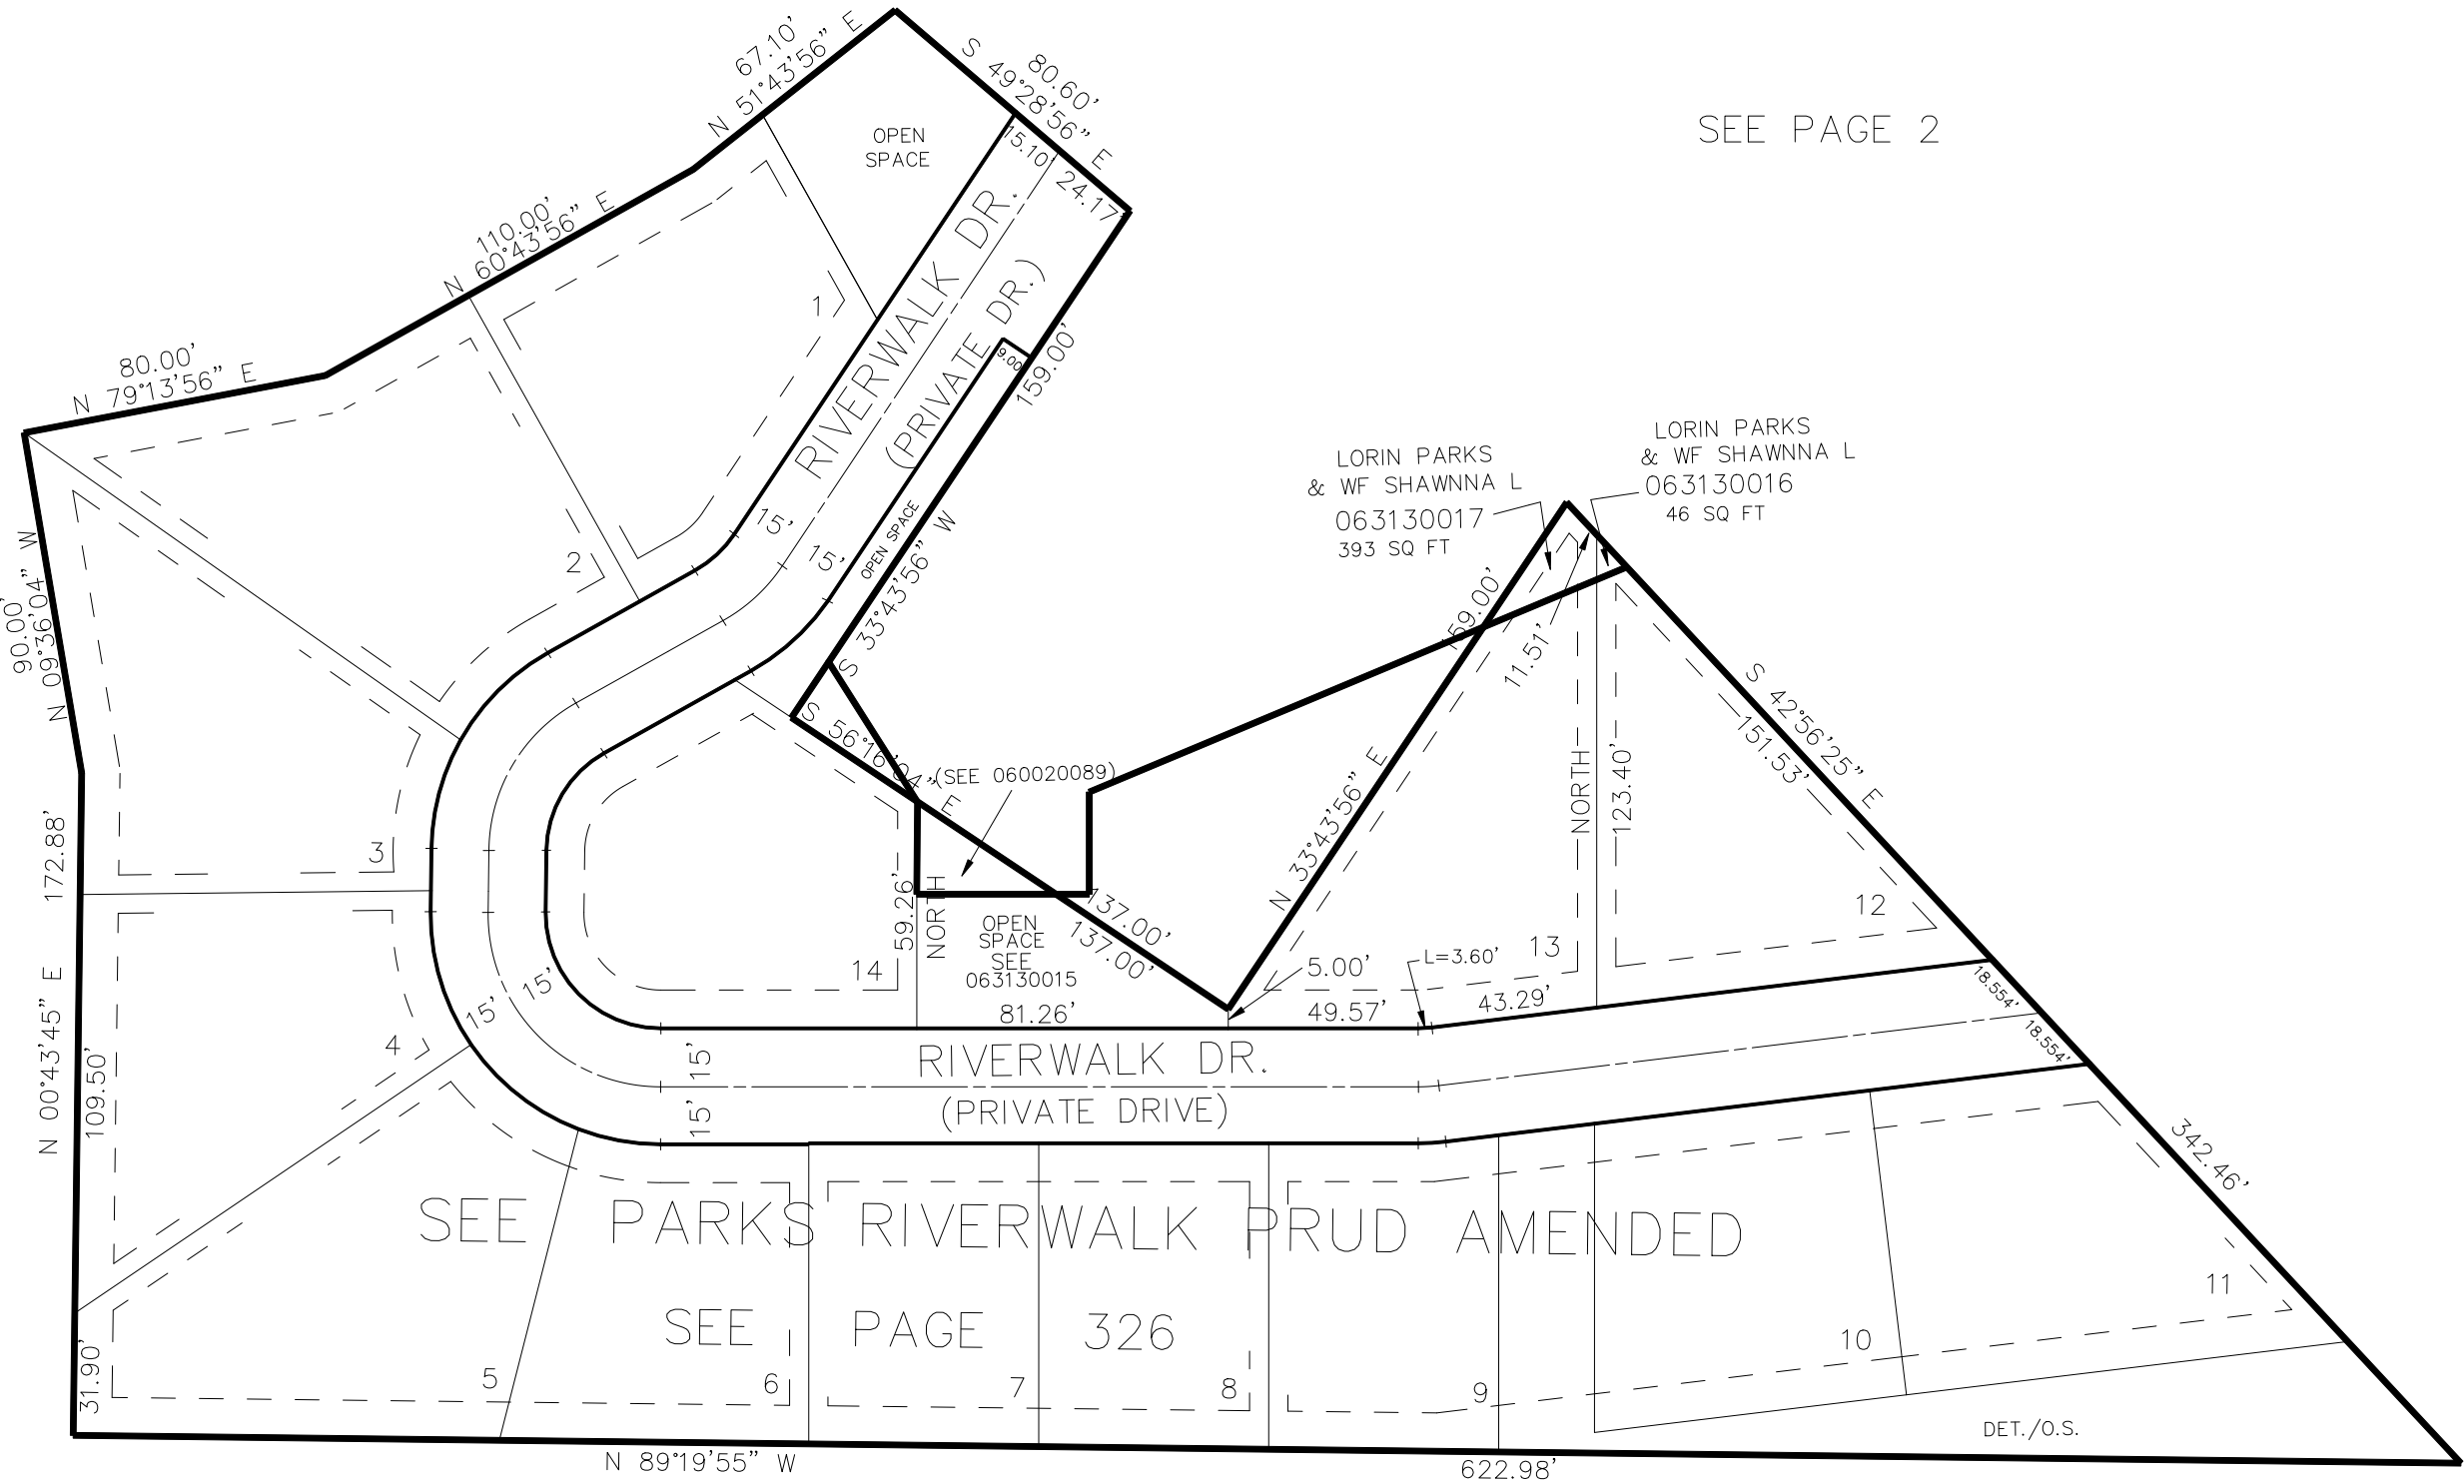 67.10'
N 51°43'56" E
S 49°28'56" E
80.60'
SEE PAGE 2
OPEN
SPACE
15.10'
24.17'
110.00'
N 60°43'56" E
1
RIVERWALK DR.
(PRIVATE DR.)
9.00
159.00'
80.00'
N 79°13'56" E
LORIN PARKS
& WF SHAWNNA L
063130017
393 SQ FT
LORIN PARKS
& WF SHAWNNA L
063130016
46 SQ FT
2
15'
15'
OPEN SPACE
S 33°43'56" W
90.00'
N 09°36'04" W
159.00'
11.51'
S 42°56'25" E
151.53'
NORTH
123.40'
S 56°16'04" E
(SEE 060020089)
N 33°43'56" E
3
172.88'
N 00°43'45" E
59.26'
NORTH
137.00'
137.00'
OPEN
SPACE
SEE
063130015
14
13
12
L=3.60'
5.00'
81.26'
49.57'
43.29'
18.554'
18.554'
15'
15'
4
109.50'
15'
15'
RIVERWALK DR.
(PRIVATE DRIVE)
342.46'
SEE PARKS RIVERWALK PRUD AMENDED
SEE PAGE 326
31.90'
5
6
7
8
9
10
11
DET./O.S.
N 89°19'55" W
622.98'